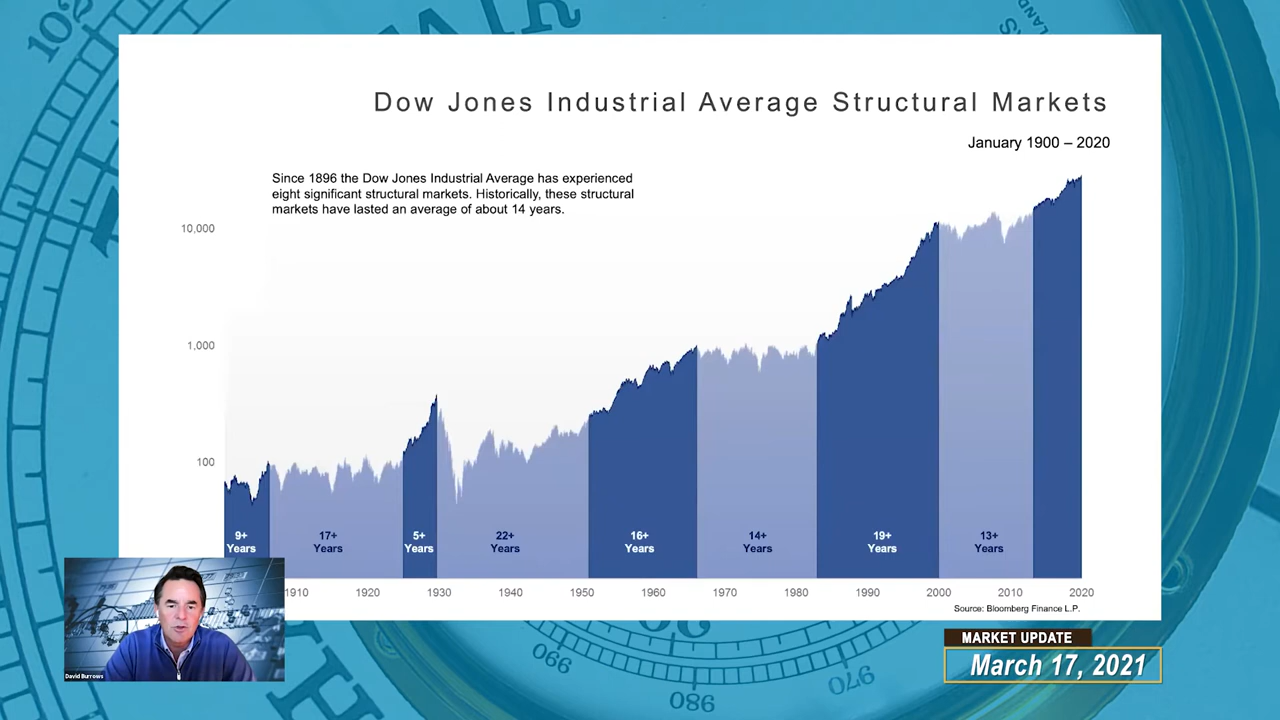 Dow Jones Industrial Average Structural Markets
January 1900 – 2020
Since 1896 the Dow Jones Industrial Average has experienced
eight significant structural markets. Historically, these structural
markets have lasted an average of about 14 years.
10,000
1,000
100
9+
Years
17+
Years
5+
Years
22+
Years
16+
Years
14+
Years
19+
Years
13+
Years
1910 1920 1930 1940 1950 1960 1970 1980 1990 2000 2010 2020
Source: Bloomberg Finance L.P.
David Burrows
MARKET UPDATE
March 17, 2021
102
990
980
970